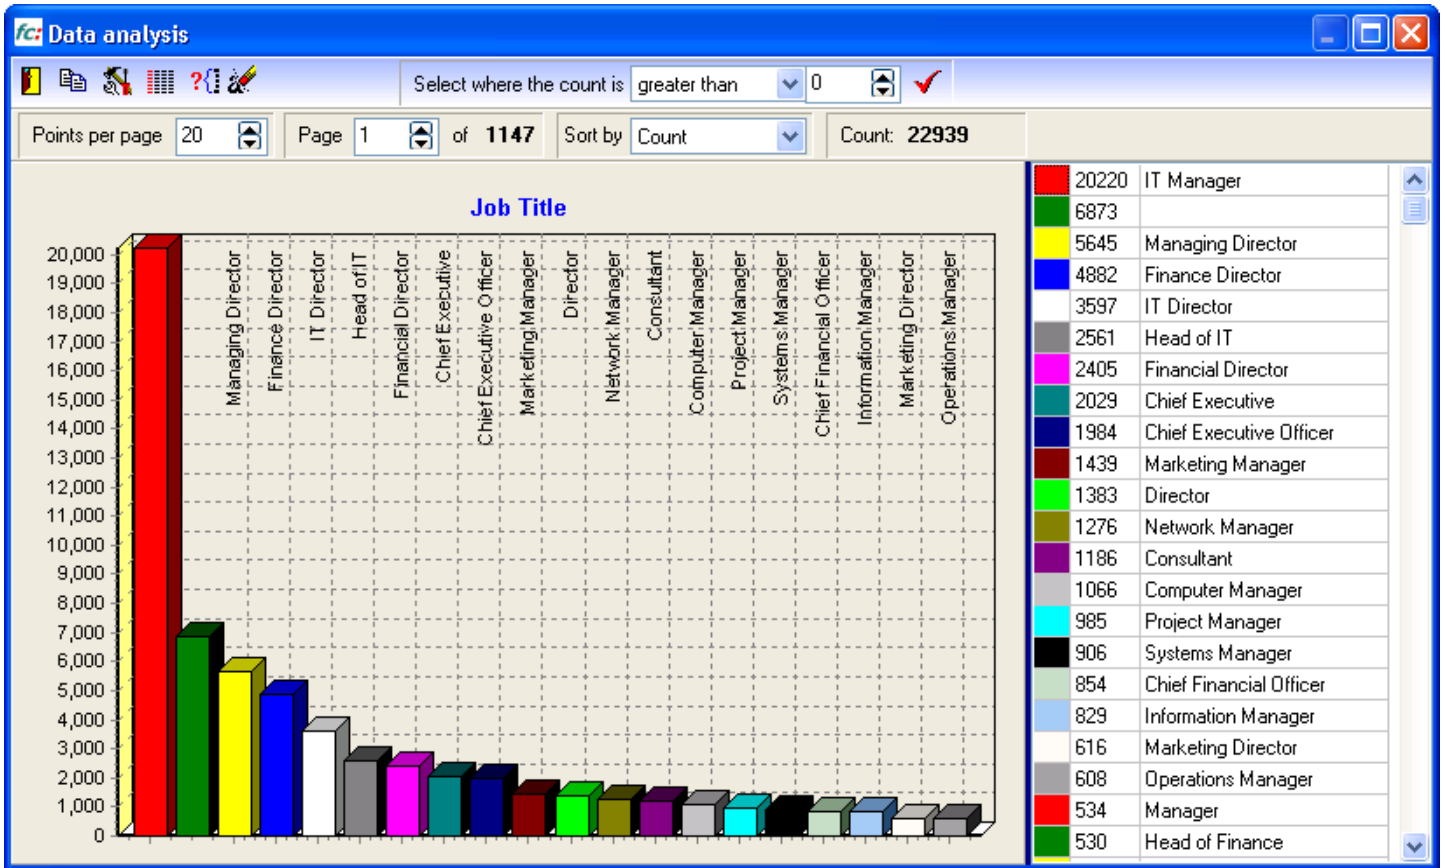 fc: Data analysis
Select where the count is greater than 0
Points per page 20 Page 1 of 1147 Sort by Count Count: 22939
Job Title
20,000
19,000
18,000
17,000
16,000
15,000
14,000
13,000
12,000
11,000
10,000
9,000
8,000
7,000
6,000
5,000
4,000
3,000
2,000
1,000
0
Managing Director
Finance Director
IT Director
Head of IT
Financial Director
Chief Executive
Chief Executive Officer
Marketing Manager
Director
Network Manager
Consultant
Computer Manager
Project Manager
Systems Manager
Chief Financial Officer
Information Manager
Marketing Director
Operations Manager
20220 IT Manager
6873
5645 Managing Director
4882 Finance Director
3597 IT Director
2561 Head of IT
2405 Financial Director
2029 Chief Executive
1984 Chief Executive Officer
1439 Marketing Manager
1383 Director
1276 Network Manager
1186 Consultant
1066 Computer Manager
985 Project Manager
906 Systems Manager
854 Chief Financial Officer
829 Information Manager
616 Marketing Director
608 Operations Manager
534 Manager
530 Head of Finance